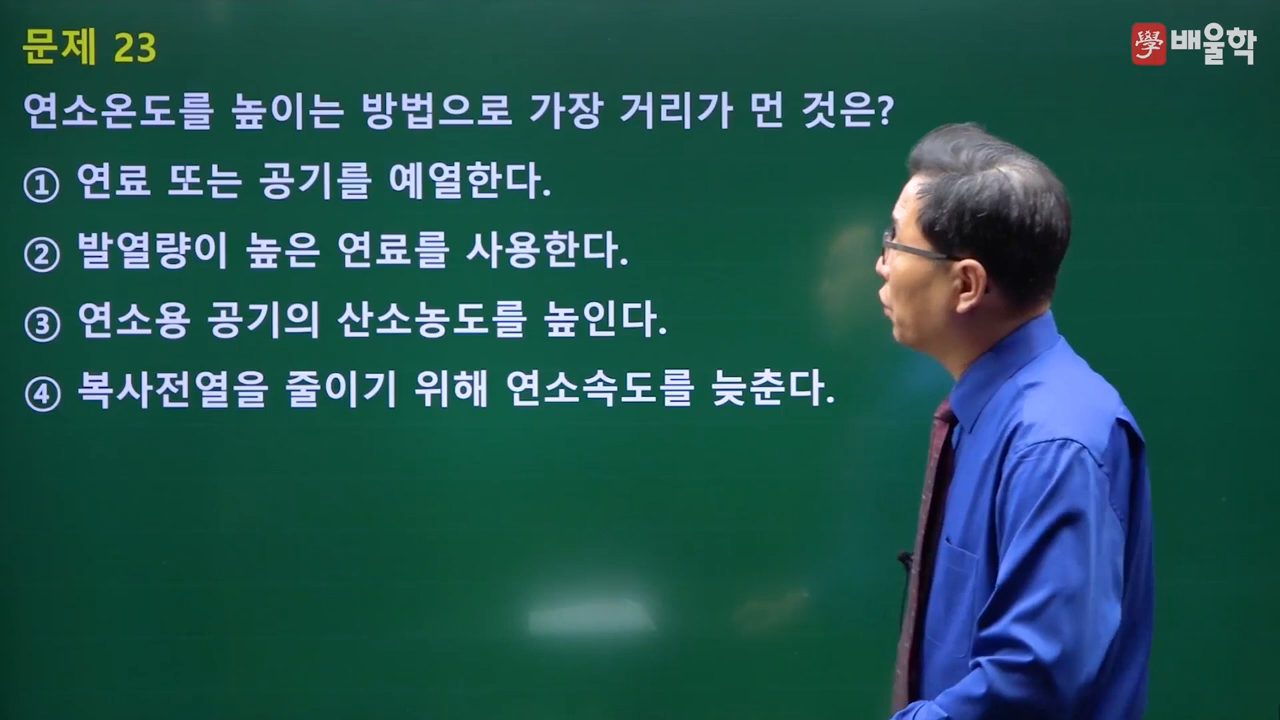 문제 23
學 배울학
연소온도를 높이는 방법으로 가장 거리가 먼 것은?
① 연료 또는 공기를 예열한다.
② 발열량이 높은 연료를 사용한다.
③ 연소용 공기의 산소농도를 높인다.
④ 복사전열을 줄이기 위해 연소속도를 늦춘다.